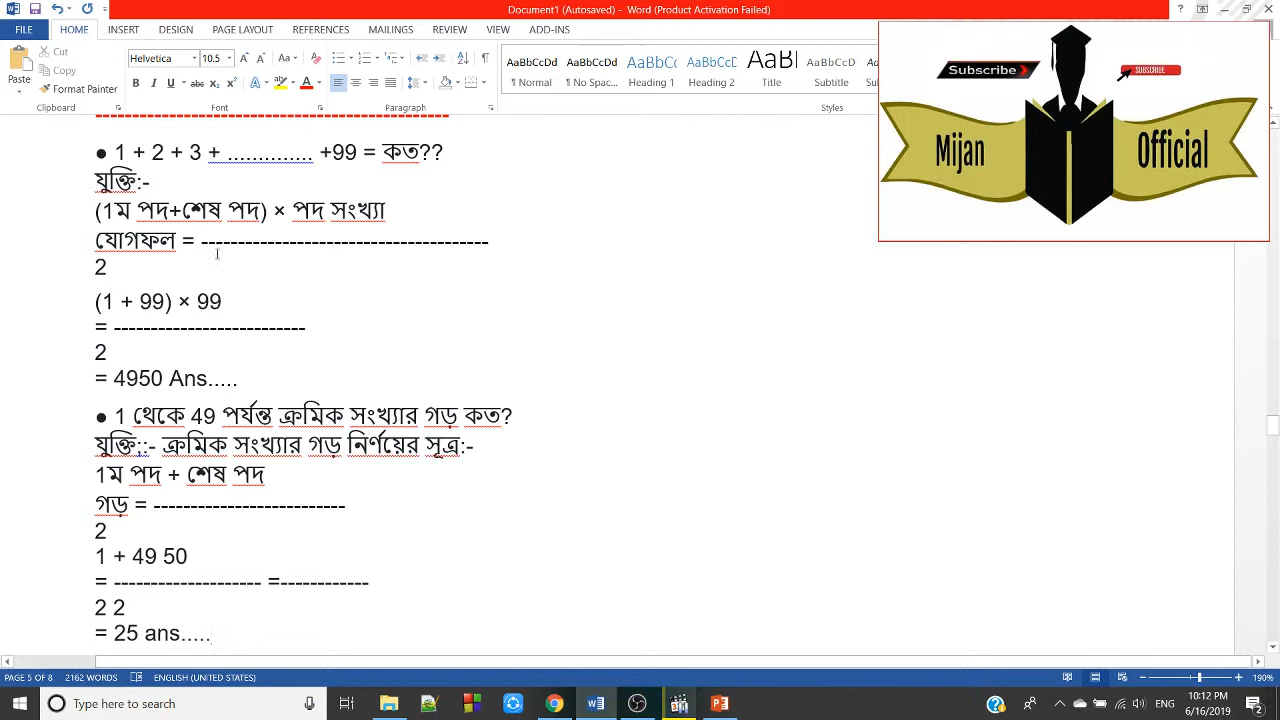 Document1 (Autosaved) - Word (Product Activation Failed)
FILE HOME INSERT DESIGN PAGE LAYOUT REFERENCES MAILINGS REVIEW VIEW ADD-INS
Paste
Cut
Copy
Format Painter
Clipboard
Helvetica 10.5
Font
Paragraph
AaBbCcDd AaBbCcDd AaBbCc AaBbCcC AaBl AaBbCcD
¶ Normal ¶ No Spac... Heading 1 Heading 2 Title Subtitle
Styles
Subscribe
SUBSCRIBE
Mijan Official
● 1 + 2 + 3 + .............. +99 = কত??
যুক্তি:-
(1ম পদ+শেষ পদ) × পদ সংখ্যা
যোগফল = ---------------------------------------
2
(1 + 99) × 99
= --------------------------
2
= 4950 Ans.....
● 1 থেকে 49 পর্যন্ত ক্রমিক সংখ্যার গড় কত?
যুক্তি;:- ক্রমিক সংখ্যার গড় নির্ণয়ের সূত্র:-
1ম পদ + শেষ পদ
গড় = --------------------------
2
1 + 49 50
= -------------------- =------------
2 2
= 25 ans.....
PAGE 5 OF 8 2162 WORDS ENGLISH (UNITED STATES) 190%
Type here to search
10:12 PM
6/16/2019